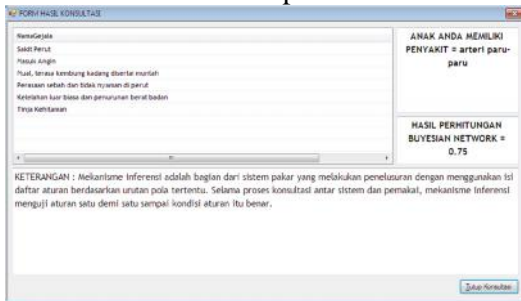 FORM HASIL KONSULTASI
NamaGejala
Sakit Perut
Masuk Angin
Mual, terasa kembung kadang disertai muntah
Perasaan sebah dan tidak nyaman di perut
Kelelahan luar biasa dan penurunan berat badan
Tinja Kehitaman
ANAK ANDA MEMILIKI
PENYAKIT = arteri paru-
paru
HASIL PERHITUNGAN
BUYESIAN NETWORK =
0.75
KETERANGAN : Mekanisme Inferensi adalah bagian dari sistem pakar yang melakukan penelusuran dengan menggunakan isi
daftar aturan berdasarkan urutan pola tertentu. Selama proses konsultasi antar sistem dan pemakai, mekanisme inferensi
menguji aturan satu demi satu sampai kondisi aturan itu benar.
Tutup Konsultasi